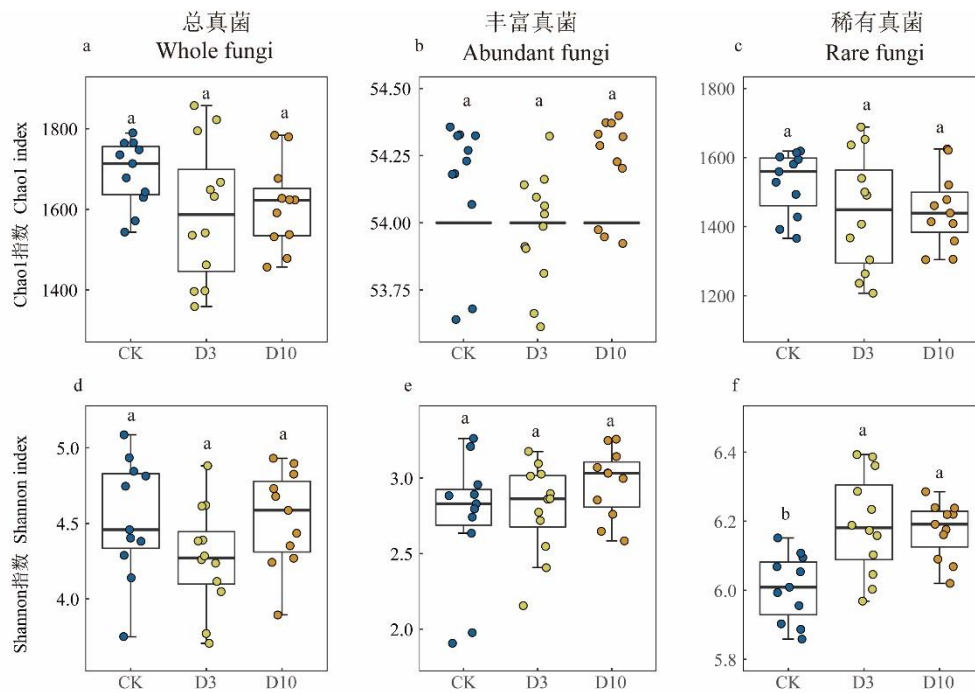 总真菌
Whole fungi
丰富真菌
Abundant fungi
稀有真菌
Rare fungi
a
b
c
Chao1指数 Chao1 index
1800
1600
1400
a
a
a
CK
D3
D10
54.50
54.25
54.00
53.75
a
a
a
CK
D3
D10
1800
1600
1400
1200
a
a
a
CK
D3
D10
d
e
f
Shannon指数 Shannon index
5.0
4.5
4.0
a
a
a
CK
D3
D10
3.0
2.5
2.0
a
a
a
CK
D3
D10
6.4
6.2
6.0
5.8
b
a
a
CK
D3
D10